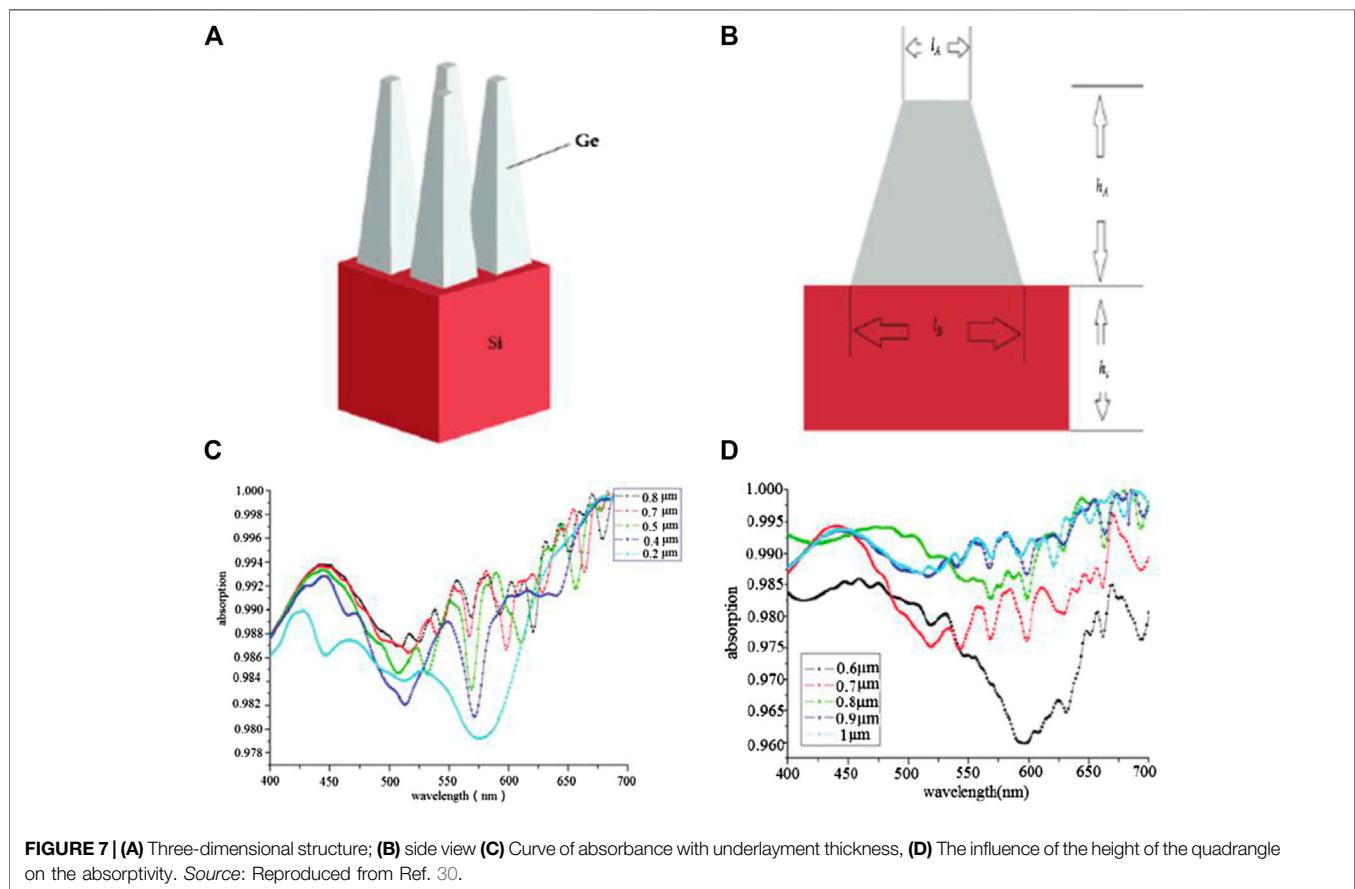 A
B
l_A
Ge
h_A
Si
l_B
h_s
C
D
absorption
1.000
0.998
0.996
0.994
0.992
0.990
0.988
0.986
0.984
0.982
0.980
0.978
400
450
500
550
600
650
700
wavelength ( nm )
0.8 μm
0.7 μm
0.5 μm
0.4 μm
0.2 μm
absorption
1.000
0.995
0.990
0.985
0.980
0.975
0.970
0.965
0.960
400
450
500
550
600
650
700
wavelength(nm)
0.6μm
0.7μm
0.8μm
0.9μm
1μm
FIGURE 7 | (A) Three-dimensional structure; (B) side view (C) Curve of absorbance with underlayment thickness, (D) The influence of the height of the quadrangle
on the absorptivity. Source: Reproduced from Ref. 30.